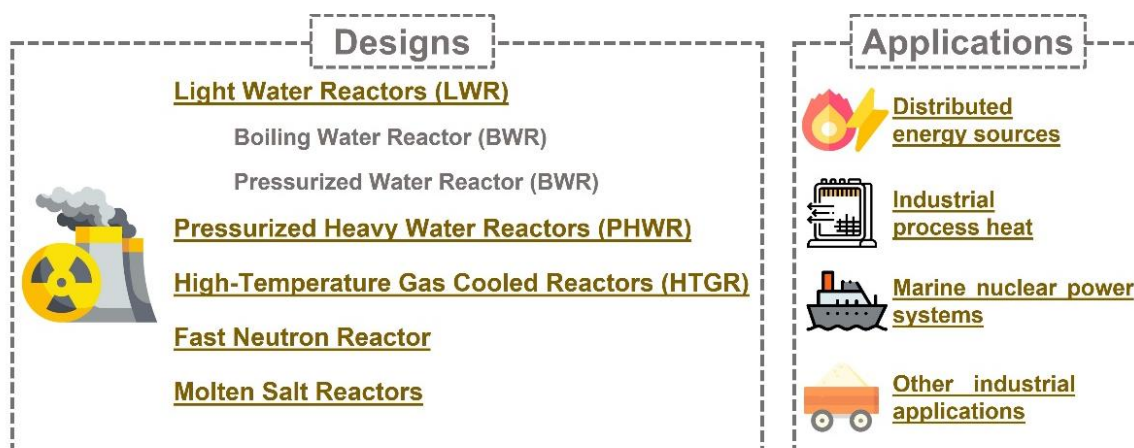 Designs
Light Water Reactors (LWR)
Boiling Water Reactor (BWR)
Pressurized Water Reactor (BWR)
Pressurized Heavy Water Reactors (PHWR)
High-Temperature Gas Cooled Reactors (HTGR)
Fast Neutron Reactor
Molten Salt Reactors
Applications
Distributed
energy sources
Industrial
process heat
Marine nuclear power
systems
Other industrial
applications